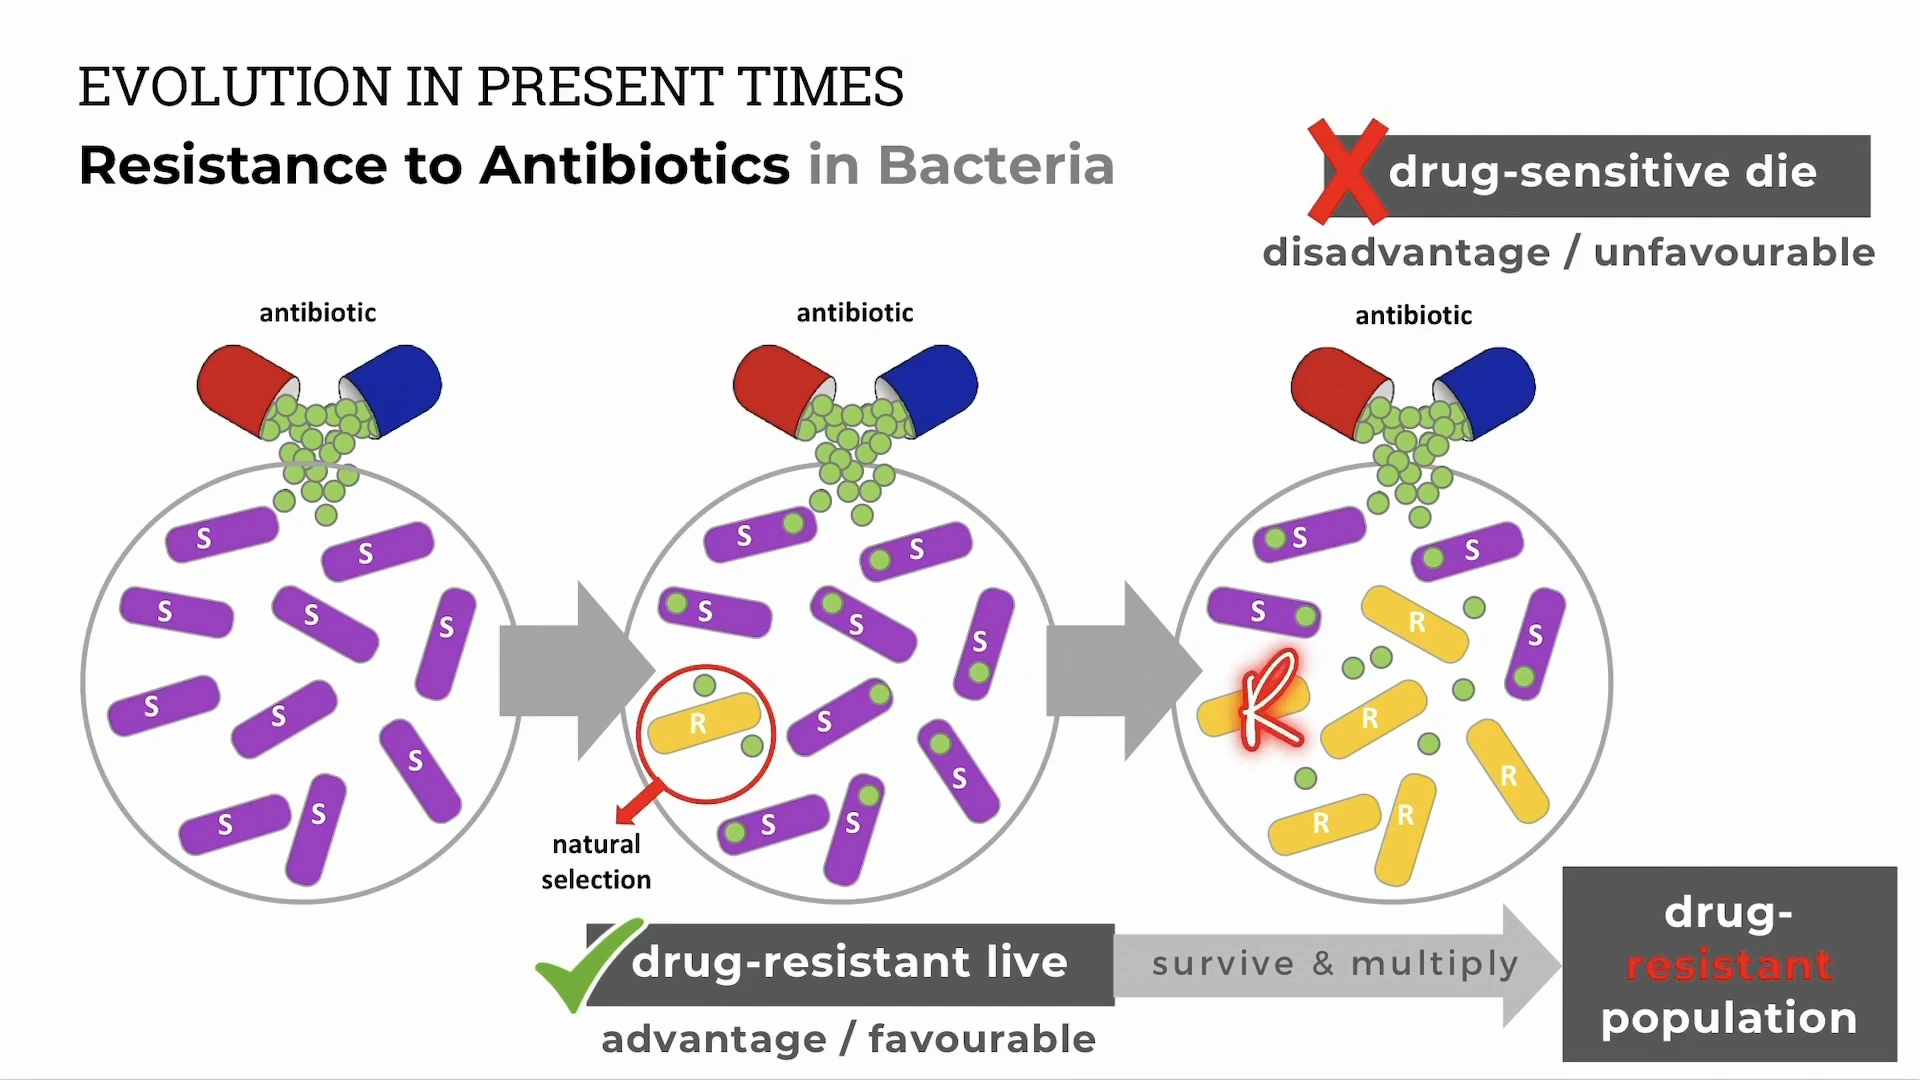 EVOLUTION IN PRESENT TIMES
Resistance to Antibiotics in Bacteria
drug-sensitive die
disadvantage / unfavourable
antibiotic
S
S
S
S
S
S
S
S
S
S
antibiotic
S
S
S
S
S
R
S
S
S
S
natural
selection
antibiotic
S
S
S
R
S
R
R
R
R
R
drug-resistant live
advantage / favourable
survive & multiply
drug-
resistant
population